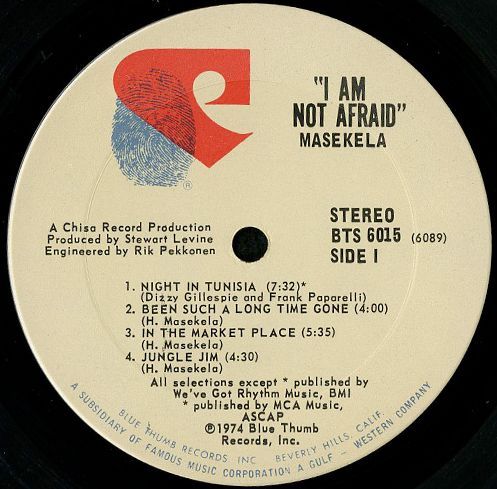 "I AM
NOT AFRAID"
MASEKELA
®
A Chisa Record Production
Produced by Stewart Levine
Engineered by Rik Pekkonen
STEREO
BTS 6015 (6089)
SIDE I
1. NIGHT IN TUNISIA (7:32)*
(Dizzy Gillespie and Frank Paparelli)
2. BEEN SUCH A LONG TIME GONE (4:00)
(H. Masekela)
3. IN THE MARKET PLACE (5:35)
(H. Masekela)
4. JUNGLE JIM (4:30)
(H. Masekela)
All selections except * published by
We've Got Rhythm Music, BMI
* published by MCA Music,
ASCAP
℗1974 Blue Thumb
Records, Inc.
BLUE THUMB RECORDS INC. BEVERLY HILLS, CALIF.
A SUBSIDIARY OF FAMOUS MUSIC CORPORATION A GULF - WESTERN COMPANY